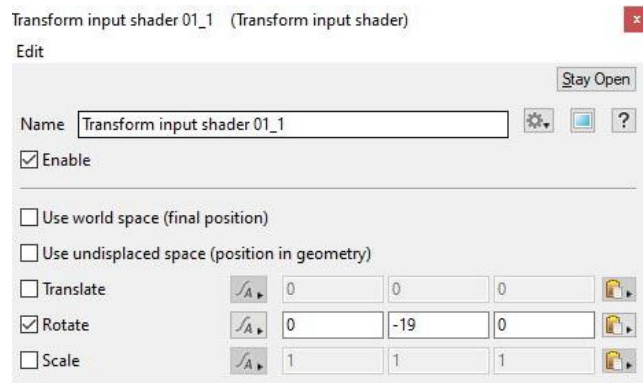 Transform input shader 01_1 (Transform input shader) x
Edit
Stay Open
Name Transform input shader 01_1 ?
Enable
Use world space (final position)
Use undisplaced space (position in geometry)
Translate A 0 0 0
Rotate A 0 -19 0
Scale A 1 1 1